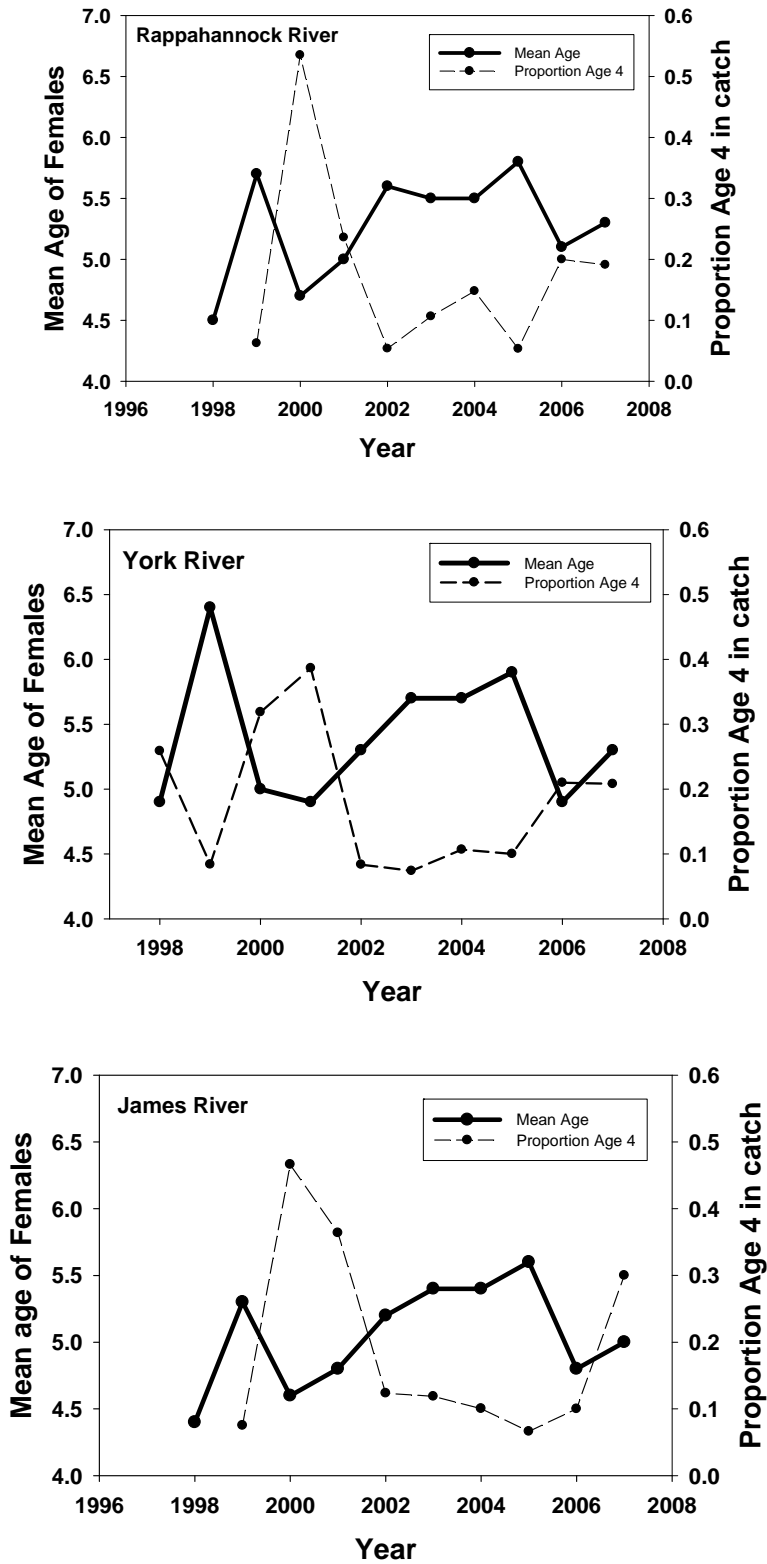 Rappahannock River
Mean Age
Proportion Age 4
7.0
6.5
6.0
5.5
5.0
4.5
4.0
Mean Age of Females
0.6
0.5
0.4
0.3
0.2
0.1
0.0
Proportion Age 4 in catch
1996 1998 2000 2002 2004 2006 2008
Year
York River
Mean Age
Proportion Age 4
7.0
6.5
6.0
5.5
5.0
4.5
4.0
Mean Age of Females
0.6
0.5
0.4
0.3
0.2
0.1
0.0
Proportion Age 4 in catch
1998 2000 2002 2004 2006 2008
Year
James River
Mean Age
Proportion Age 4
7.0
6.5
6.0
5.5
5.0
4.5
4.0
Mean age of Females
0.6
0.5
0.4
0.3
0.2
0.1
0.0
Proportion Age 4 in catch
1996 1998 2000 2002 2004 2006 2008
Year